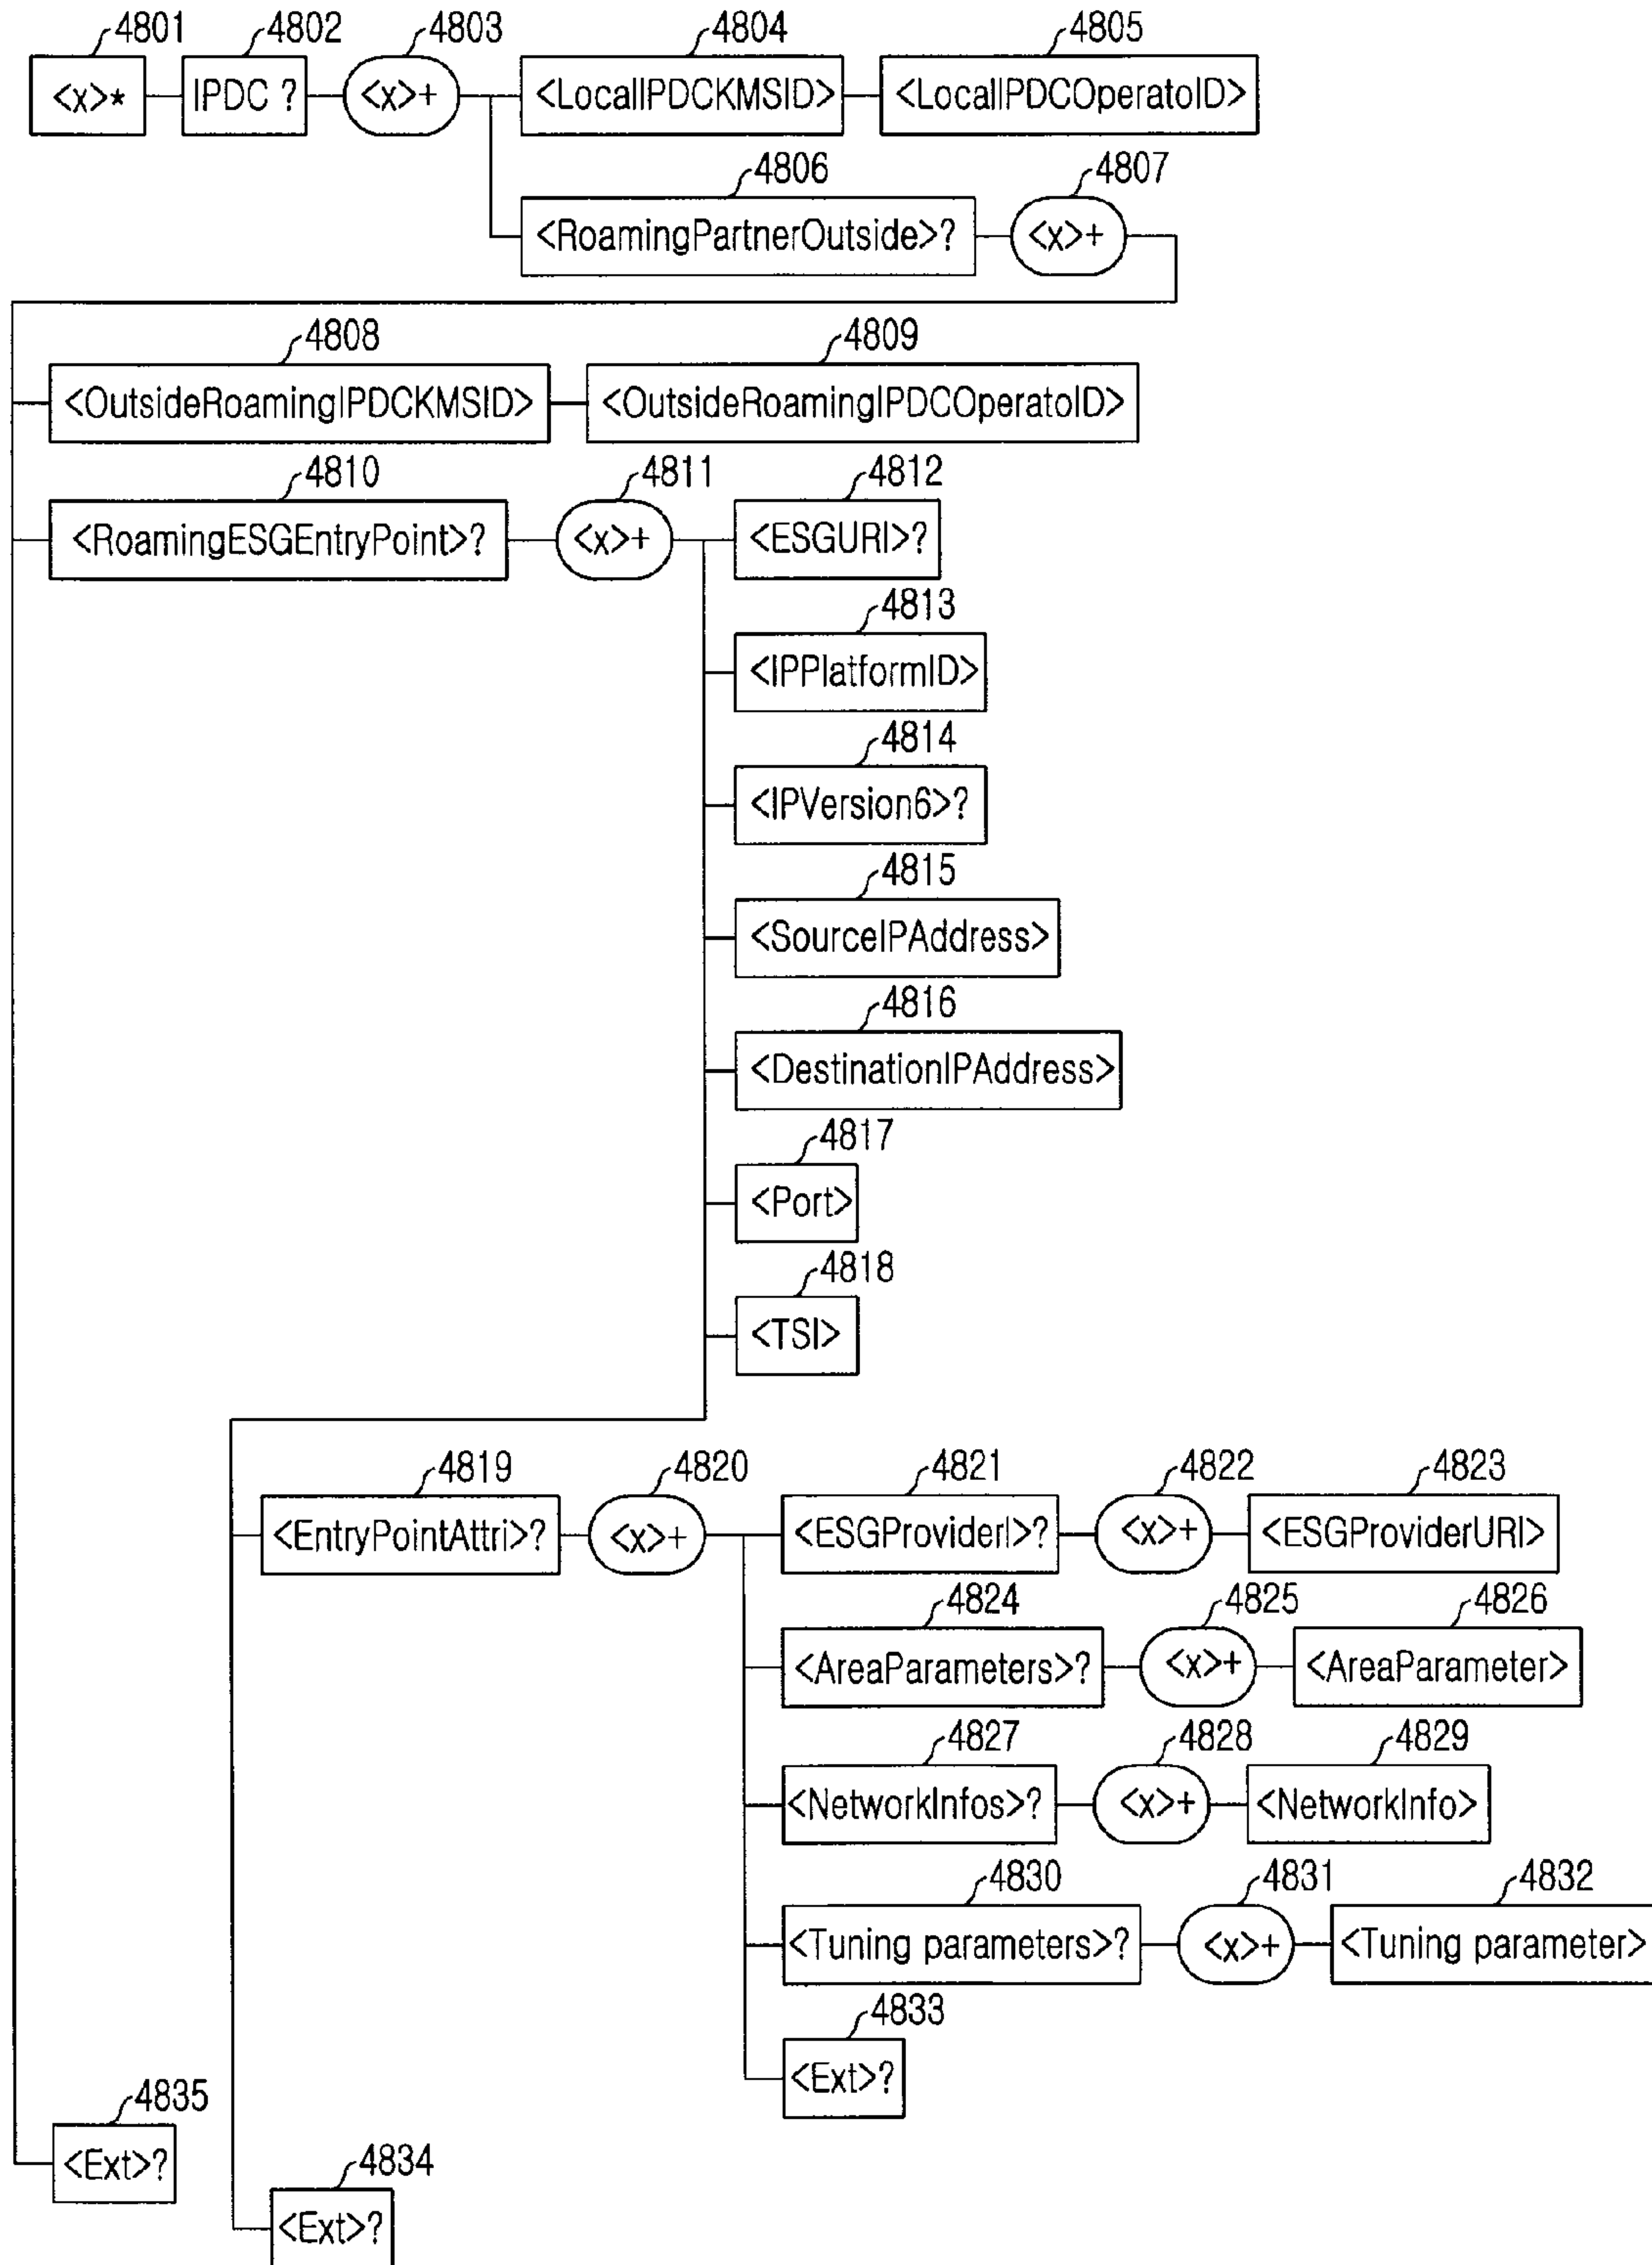 4801 4802 4803 4804 4805
<x>* IPDC ? <x>+ <LocalIPDCKMSID> <LocalIPDCOperatoID>
4806 4807
<RoamingPartnerOutside>? <x>+
4808 4809
<OutsideRoamingIPDCKMSID> <OutsideRoamingIPDCOperatoID>
4810 4811 4812
<RoamingESGEntryPoint>? <x>+ <ESGURI>?
4813
<IPPlatformID>
4814
<IPVersion6>?
4815
<SourceIPAddress>
4816
<DestinationIPAddress>
4817
<Port>
4818
<TSI>
4819 4820 4821 4822 4823
<EntryPointAttri>? <x>+ <ESGProviderI>? <x>+ <ESGProviderURI>
4824 4825 4826
<AreaParameters>? <x>+ <AreaParameter>
4827 4828 4829
<NetworkInfos>? <x>+ <NetworkInfo>
4830 4831 4832
<Tuning parameters>? <x>+ <Tuning parameter>
4833
<Ext>?
4835
<Ext>?
4834
<Ext>?